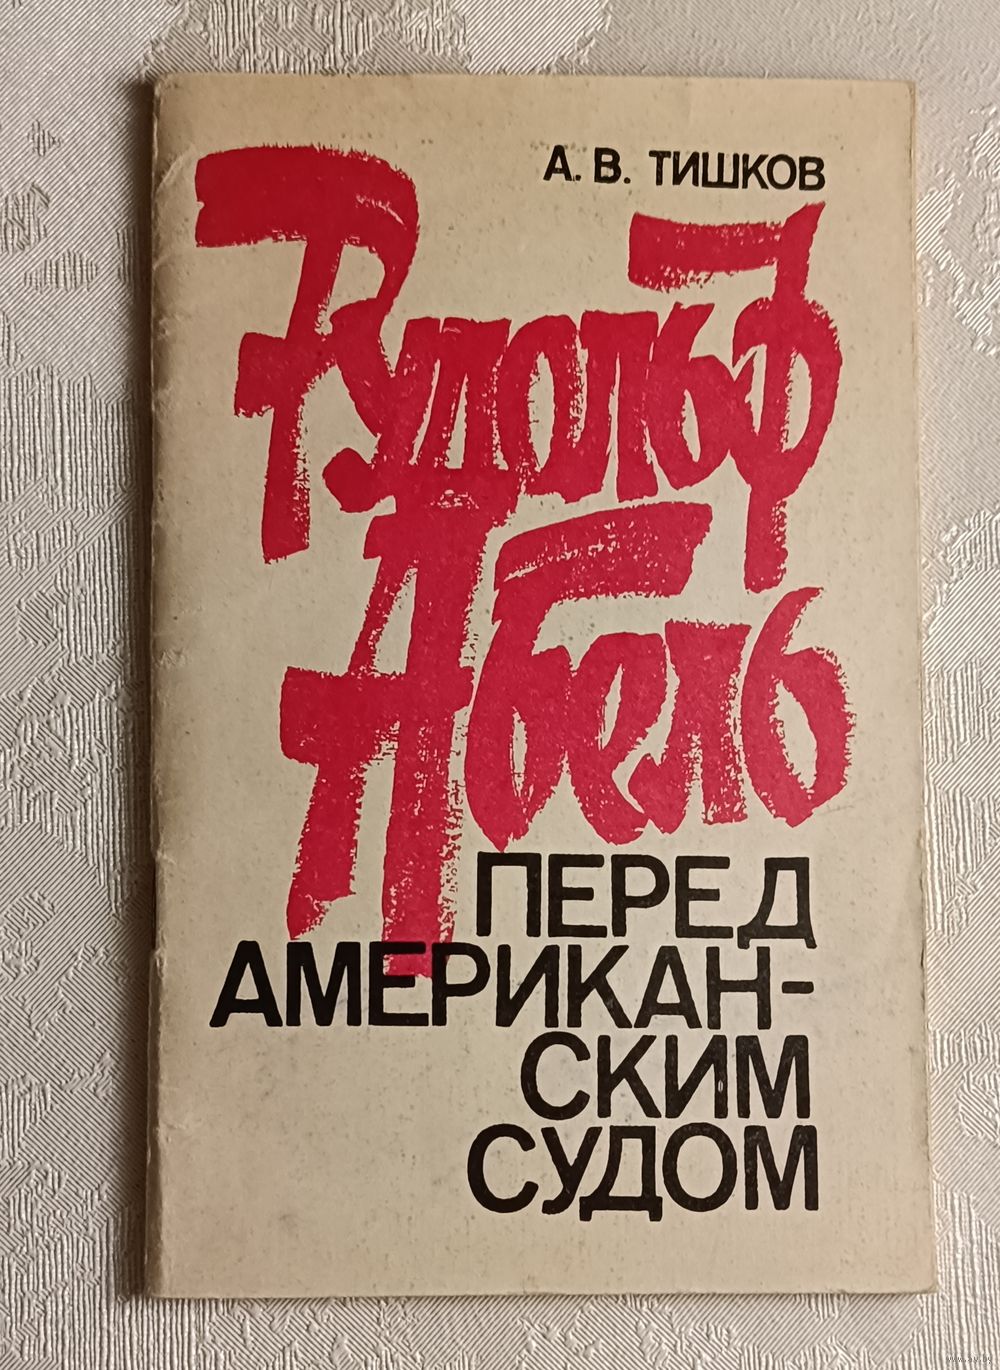 А. В. ТИШКОВ
Рудольф
Абель
ПЕРЕД
АМЕРИКАН-
СКИМ
СУДОМ